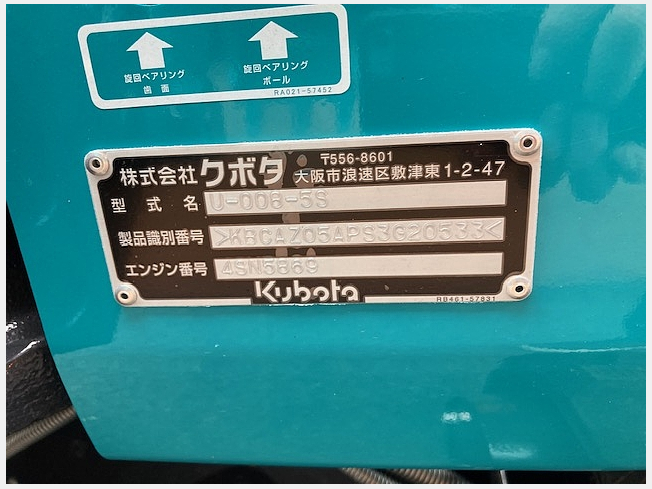 旋回ベアリング 旋回ベアリング
歯面 ボール
RA021-57452
株式会社クボタ 〒556-8601
大阪市浪速区敷津東1-2-47
型式名 U-008-5S
製品識別番号 >KBCAZ05APS3G20533<
エンジン番号 4SN5869
Kubota
RB461-57831